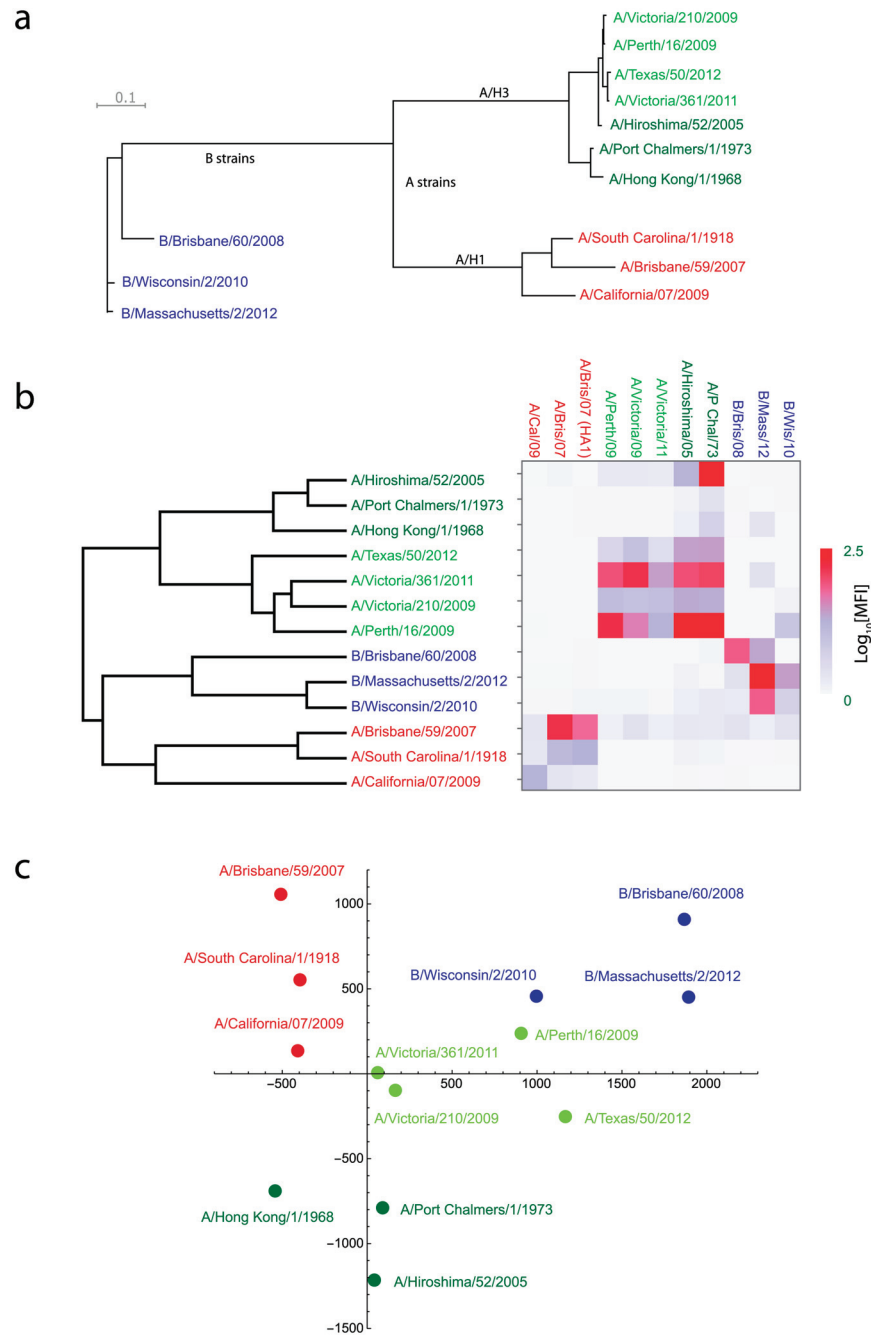 a
A/Victoria/210/2009
A/Perth/16/2009
A/Texas/50/2012
A/Victoria/361/2011
A/Hiroshima/52/2005
A/Port Chalmers/1/1973
A/Hong Kong/1/1968
0.1
A/H3
B strains
A strains
A/H1
A/South Carolina/1/1918
A/Brisbane/59/2007
A/California/07/2009
B/Brisbane/60/2008
B/Wisconsin/2/2010
B/Massachusetts/2/2012
b
A/Cal/09
A/Bris/07
A/Bris/07 (HA1)
A/Perth/09
A/Victoria/09
A/Victoria/11
A/Hiroshima/05
A/P Chal/73
B/Bris/08
B/Mass/12
B/Wis/10
A/Hiroshima/52/2005
A/Port Chalmers/1/1973
A/Hong Kong/1/1968
A/Texas/50/2012
A/Victoria/361/2011
A/Victoria/210/2009
A/Perth/16/2009
B/Brisbane/60/2008
B/Massachusetts/2/2012
B/Wisconsin/2/2010
A/Brisbane/59/2007
A/South Carolina/1/1918
A/California/07/2009
2.5
0
Log10[MFI]
c
A/Brisbane/59/2007
A/South Carolina/1/1918
A/California/07/2009
B/Brisbane/60/2008
B/Wisconsin/2/2010
B/Massachusetts/2/2012
A/Perth/16/2009
A/Victoria/361/2011
A/Victoria/210/2009
A/Texas/50/2012
A/Hong Kong/1/1968
A/Port Chalmers/1/1973
A/Hiroshima/52/2005
1000
500
−500
−1000
−1500
−500
500
1000
1500
2000